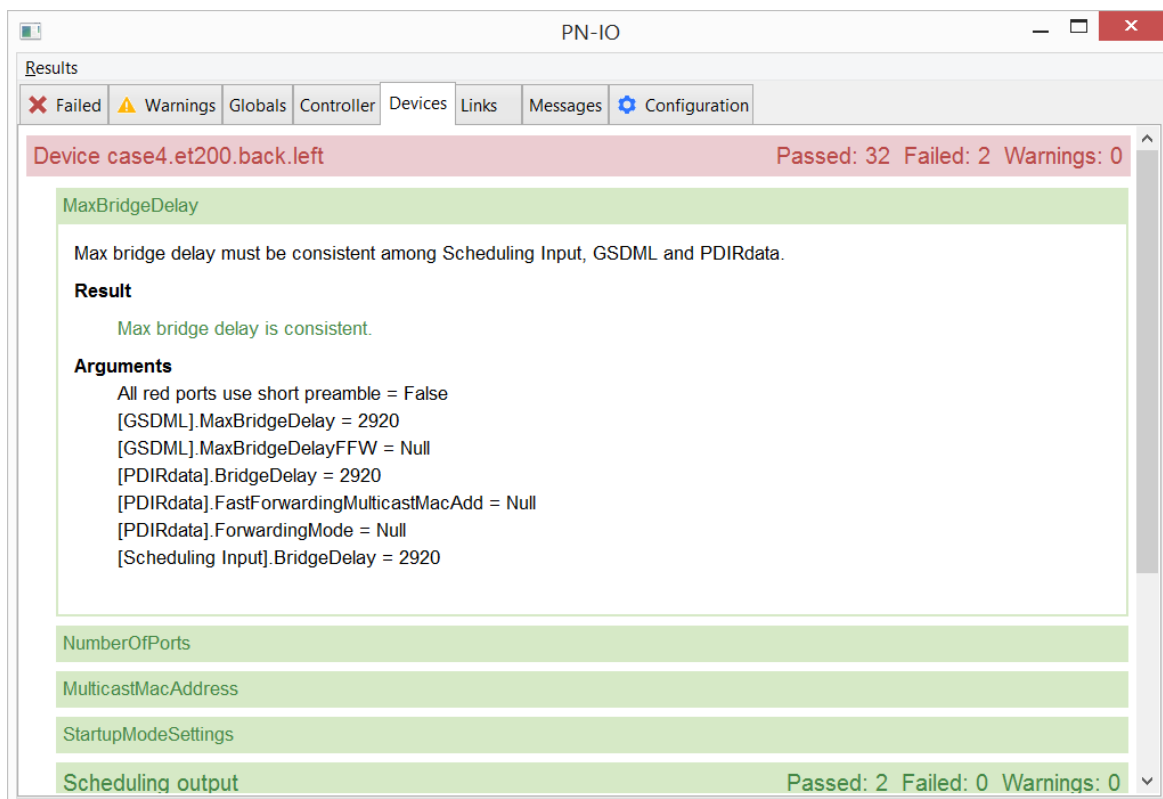 PN-IO
Results
Failed Warnings Globals Controller Devices Links Messages Configuration
Device case4.et200.back.left Passed: 32 Failed: 2 Warnings: 0
MaxBridgeDelay
Max bridge delay must be consistent among Scheduling Input, GSDML and PDIRdata.
Result
Max bridge delay is consistent.
Arguments
All red ports use short preamble = False
[GSDML].MaxBridgeDelay = 2920
[GSDML].MaxBridgeDelayFFW = Null
[PDIRdata].BridgeDelay = 2920
[PDIRdata].FastForwardingMulticastMacAdd = Null
[PDIRdata].ForwardingMode = Null
[Scheduling Input].BridgeDelay = 2920
NumberOfPorts
MulticastMacAddress
StartupModeSettings
Scheduling output Passed: 2 Failed: 0 Warnings: 0